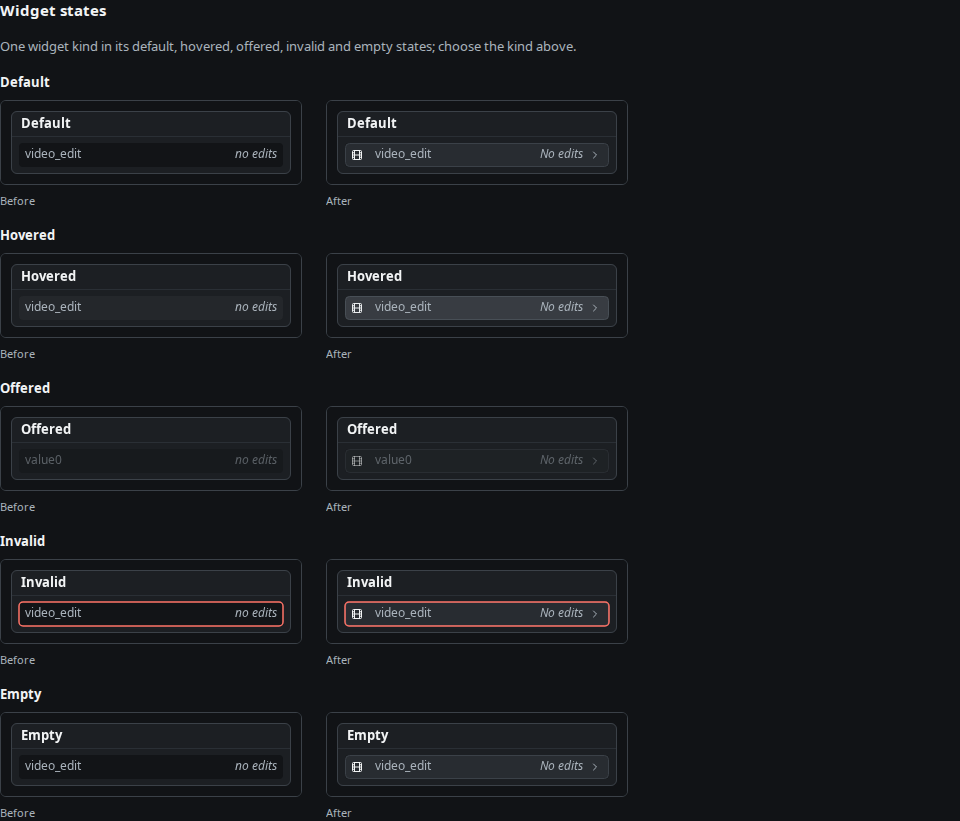 Widget states
One widget kind in its default, hovered, offered, invalid and empty states; choose the kind above.
Default
Default
video_edit no edits
Before
Default
video_edit No edits
After
Hovered
Hovered
video_edit no edits
Before
Hovered
video_edit No edits
After
Offered
Offered
value0 no edits
Before
Offered
value0 No edits
After
Invalid
Invalid
video_edit no edits
Before
Invalid
video_edit No edits
After
Empty
Empty
video_edit no edits
Before
Empty
video_edit No edits
After